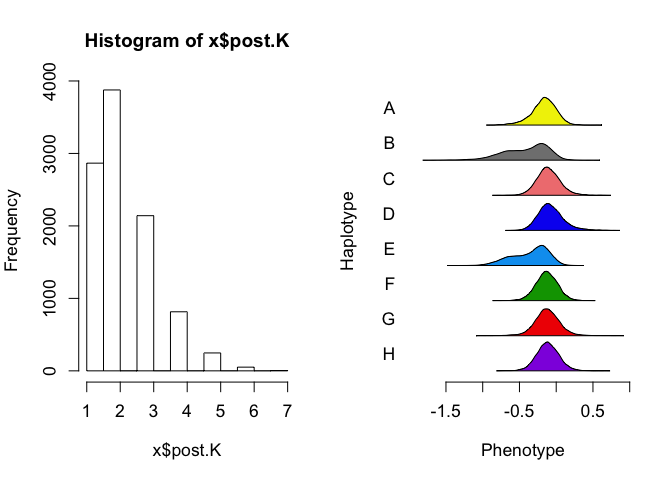 Histogram of x$post.K
Frequency
0
1000
2000
3000
4000
1 2 3 4 5 6 7
x$post.K
Haplotype
A
B
C
D
E
F
G
H
-1.5 -0.5 0.5
Phenotype